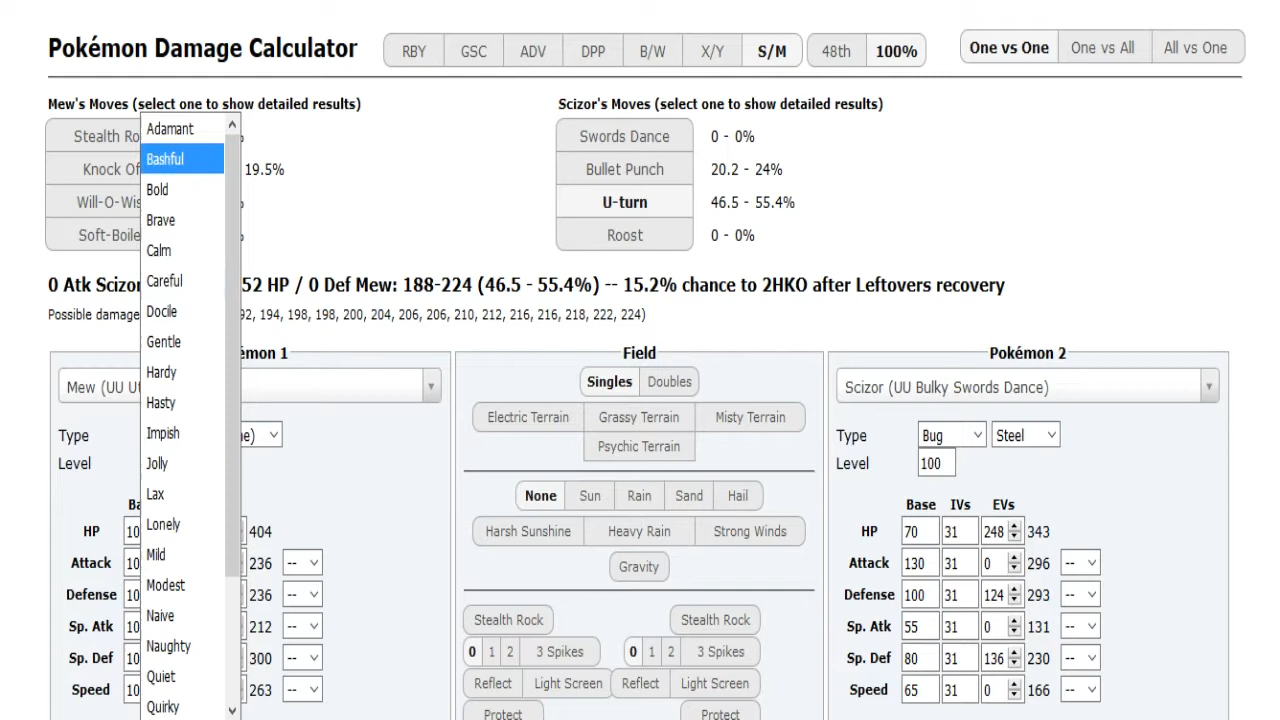 Pokémon Damage Calculator
RBY GSC ADV DPP B/W X/Y S/M 48th 100% One vs One One vs All All vs One
Mew's Moves (select one to show detailed results) Scizor's Moves (select one to show detailed results)
Stealth Ro Swords Dance 0 - 0%
Knock Of 19.5% Bullet Punch 20.2 - 24%
Will-O-Wis U-turn 46.5 - 55.4%
Soft-Boile Roost 0 - 0%
Adamant
Bashful
Bold
Brave
Calm
Careful
Docile
Gentle
Hardy
Hasty
Impish
Jolly
Lax
Lonely
Mild
Modest
Naive
Naughty
Quiet
Quirky
0 Atk Scizor 52 HP / 0 Def Mew: 188-224 (46.5 - 55.4%) -- 15.2% chance to 2HKO after Leftovers recovery
Possible damage 92, 194, 198, 198, 200, 204, 206, 206, 210, 212, 216, 216, 218, 222, 224)
émon 1
Mew (UU Ut
Type e)
Level
Ba
HP 10 404
Attack 10 236 --
Defense 10 236 --
Sp. Atk 10 212 --
Sp. Def 10 300 --
Speed 10 263 --
Field
Singles Doubles
Electric Terrain Grassy Terrain Misty Terrain
Psychic Terrain
None Sun Rain Sand Hail
Harsh Sunshine Heavy Rain Strong Winds
Gravity
Stealth Rock Stealth Rock
0 1 2 3 Spikes 0 1 2 3 Spikes
Reflect Light Screen Reflect Light Screen
Protect Protect
Pokémon 2
Scizor (UU Bulky Swords Dance)
Type Bug Steel
Level 100
Base IVs EVs
HP 70 31 248 343
Attack 130 31 0 296 --
Defense 100 31 124 293 --
Sp. Atk 55 31 0 131 --
Sp. Def 80 31 136 230 --
Speed 65 31 0 166 --